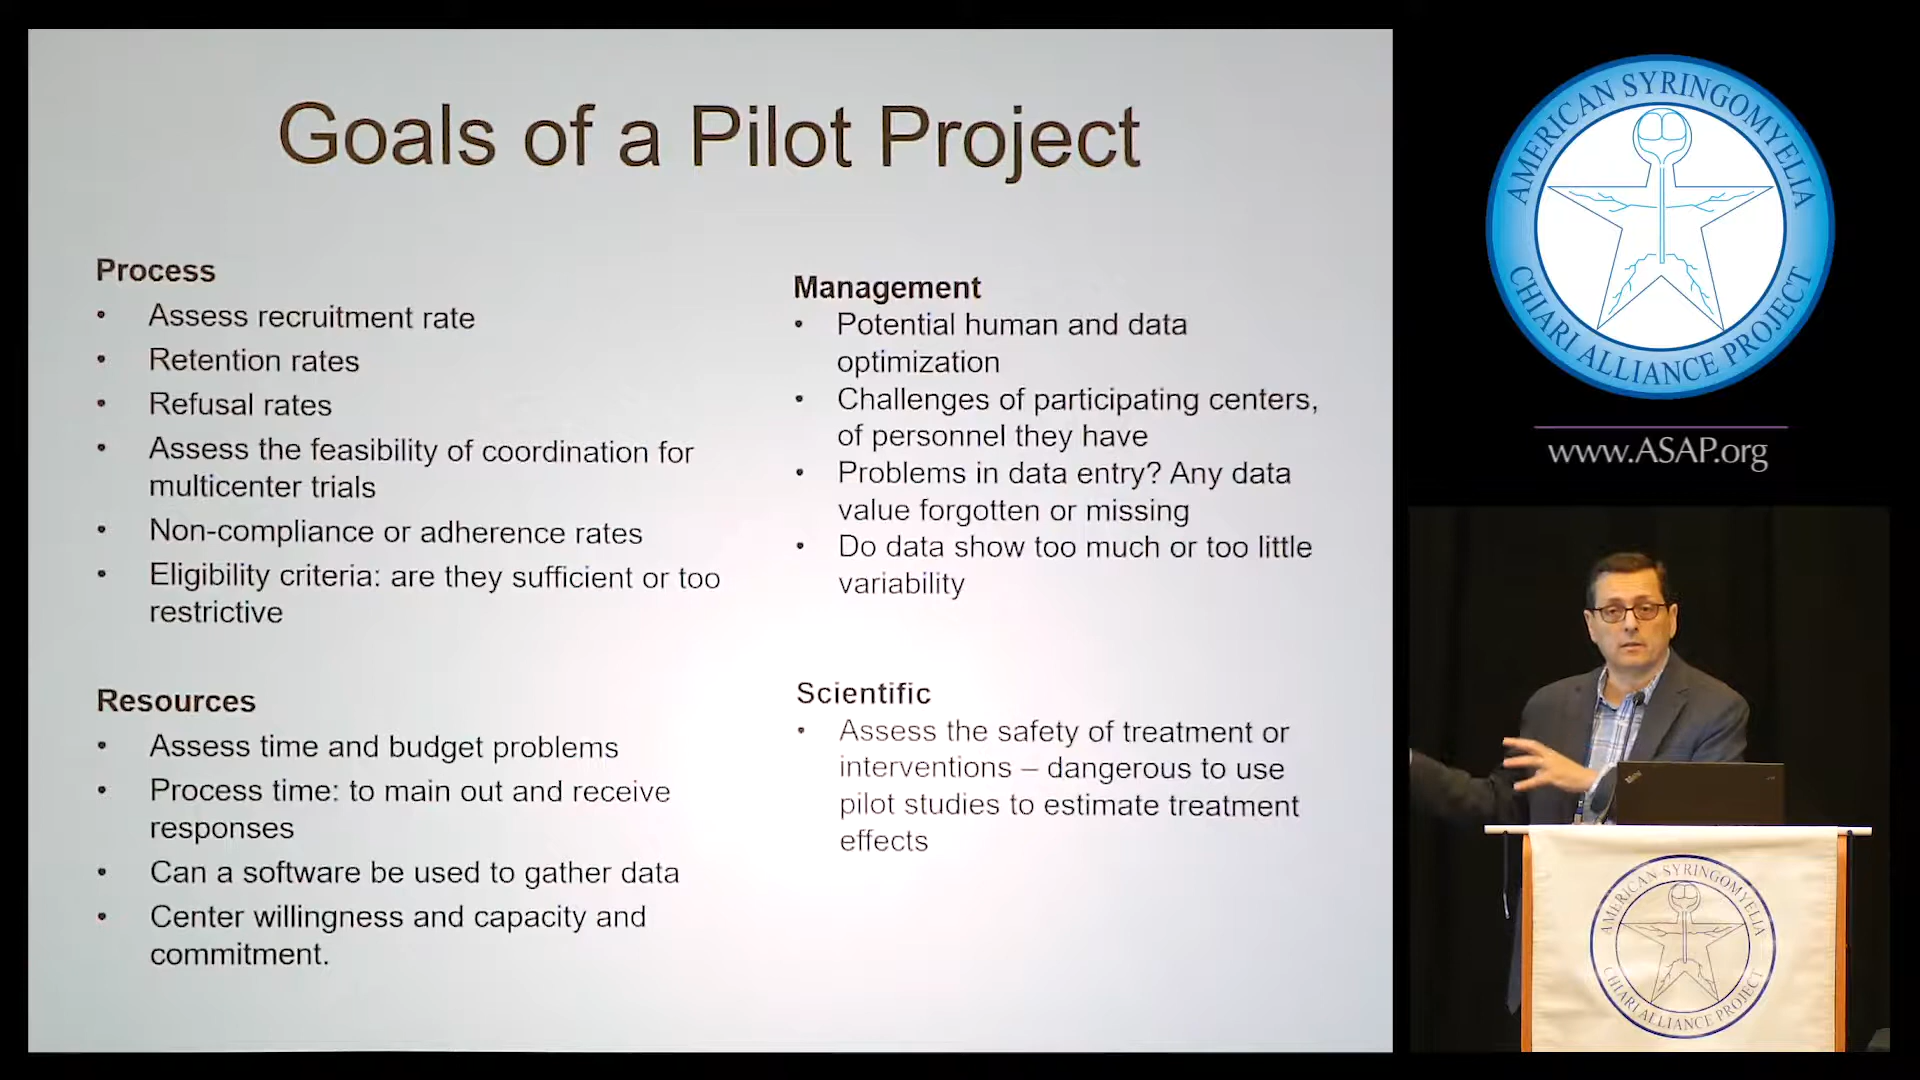 Goals of a Pilot Project
Process
• Assess recruitment rate
• Retention rates
• Refusal rates
• Assess the feasibility of coordination for
multicenter trials
• Non-compliance or adherence rates
• Eligibility criteria: are they sufficient or too
restrictive
Resources
• Assess time and budget problems
• Process time: to main out and receive
responses
• Can a software be used to gather data
• Center willingness and capacity and
commitment.
Management
• Potential human and data
optimization
• Challenges of participating centers,
of personnel they have
• Problems in data entry? Any data
value forgotten or missing
• Do data show too much or too little
variability
Scientific
• Assess the safety of treatment or
interventions – dangerous to use
pilot studies to estimate treatment
effects
AMERICAN SYRINGOMYELIA
CHIARI ALLIANCE PROJECT
www.ASAP.org
AMERICAN SYRINGOMYELIA
CHIARI ALLIANCE PROJECT